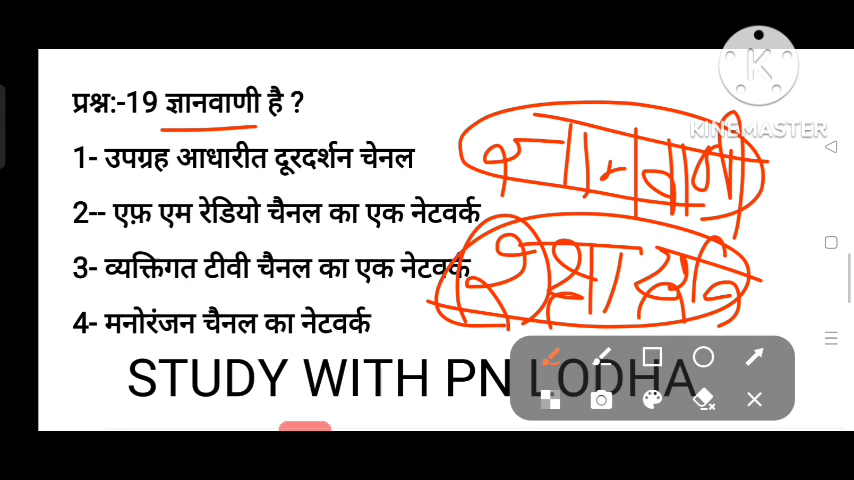 प्रश्न:-19 ज्ञानवाणी है ?
1- उपग्रह आधारीत दूरदर्शन चेनल
2-- एफ़ एम रेडियो चैनल का एक नेटवर्क
3- व्यक्तिगत टीवी चैनल का एक नेटवर्क
4- मनोरंजन चैनल का नेटवर्क
STUDY WITH PN LODHA
K
KINEMASTER